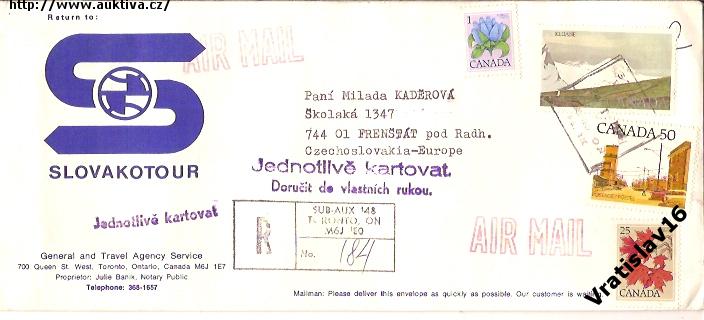 http://www.auktiva.cz/
Return to:
SLOVAKOTOUR
General and Travel Agency Service
700 Queen St. West, Toronto, Ontario, Canada M6J 1E7
Proprietor: Julie Banik, Notary Public
Telephone: 368-1657
AIR MAIL
Paní Milada KADĚROVÁ
Školská 1347
744 01 FRENŠTÁT pod Radh.
Czechoslovakia-Europe
Jednotlivě kartovat.
Doručit do vlastních rukou.
Jednotlivě kartovat
R
SUB-AUX 148
TORONTO, ON
M6J 1E0
No. 184
AIR MAIL
Mailman: Please deliver this envelope as quickly as possible. Our customer is waiting.
1
CANADA
KLUANE
CANADA 50
25
CANADA
Vratislav16